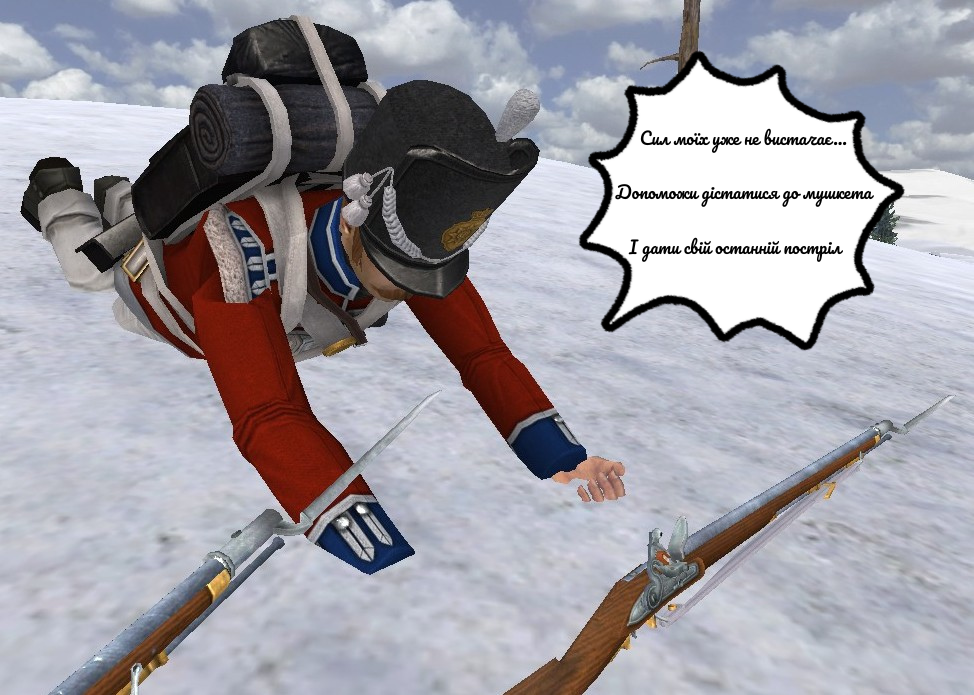 Сил моїх уже не вистачає...
Допоможи дістатися до мушкета
І дати свій останній постріл